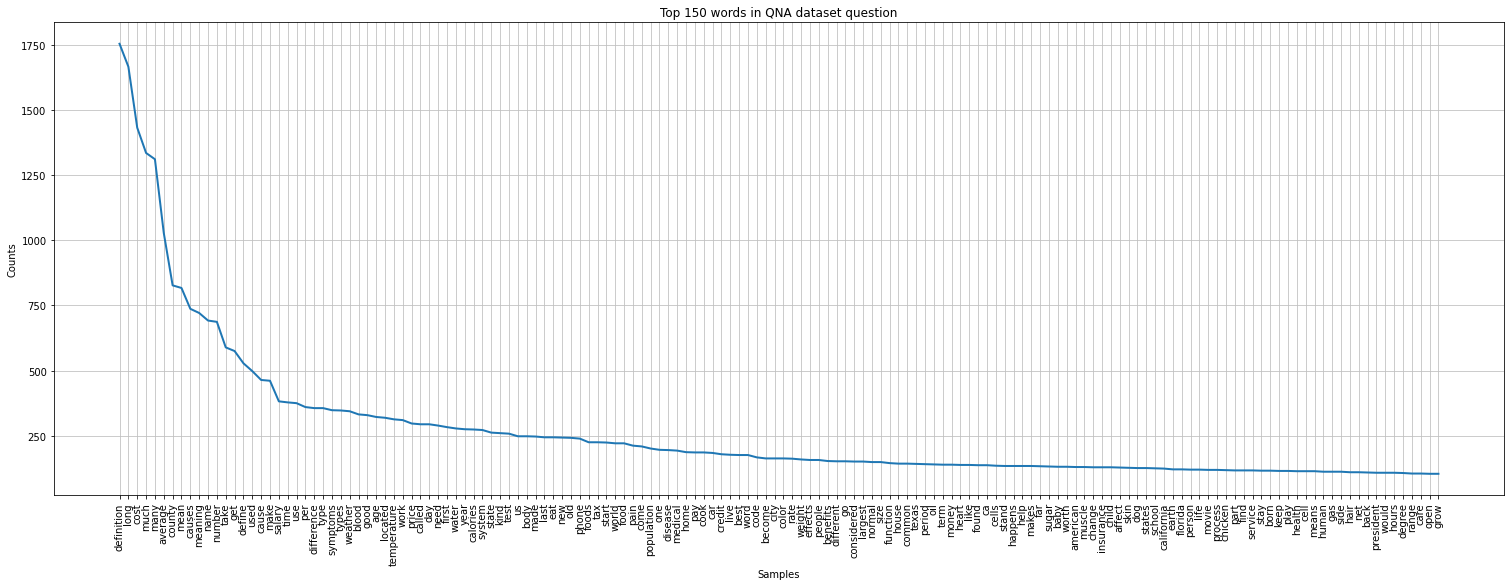 Top 150 words in QNA dataset question
Counts
1750
1500
1250
1000
750
500
250
definition
long
cost
much
many
average
county
mean
causes
meaning
name
number
take
get
define
used
cause
make
salary
time
use
per
difference
type
symptoms
types
weather
blood
good
age
located
temperature
work
price
called
day
need
first
water
year
calories
system
state
kind
test
us
body
made
last
eat
new
old
phone
foods
tax
start
world
food
pain
come
population
one
disease
medical
home
pay
cook
car
credit
live
best
word
code
become
term
city
color
rate
weight
effects
people
benefits
different
go
considered
largest
normal
size
function
house
common
texas
period
oil
term
money
heart
like
found
ca
cells
stand
happens
help
makes
far
sugar
baby
worth
american
muscle
change
insurance
child
affect
skin
dog
states
school
california
earth
florida
person
life
movie
process
chicken
part
find
service
stay
born
keep
play
health
cell
means
human
gas
side
hair
net
back
president
would
hours
degree
range
care
open
grow
Samples